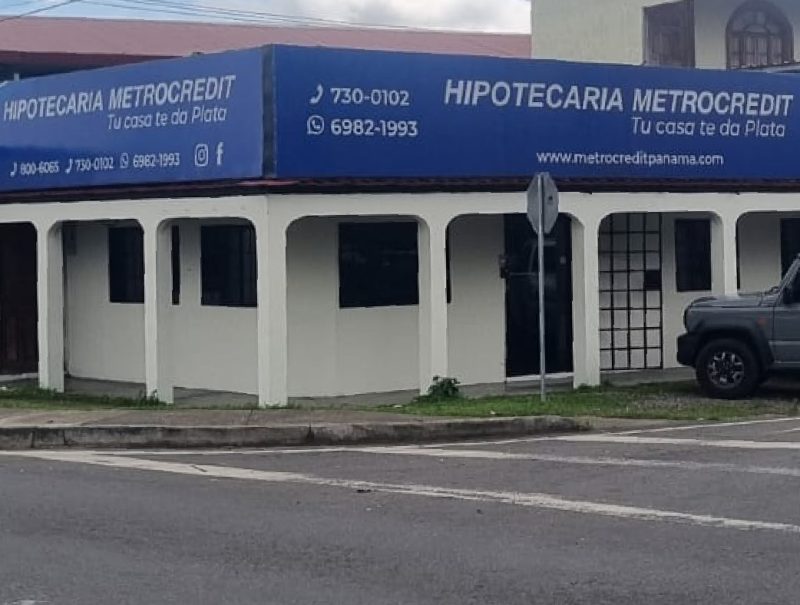 HIPOTECARIA METROCREDIT
Tu casa te da Plata
800-6065 730-0102 6982-1993
730-0102
6982-1993
HIPOTECARIA METROCREDIT
Tu casa te da Plata
www.metrocreditpanama.com